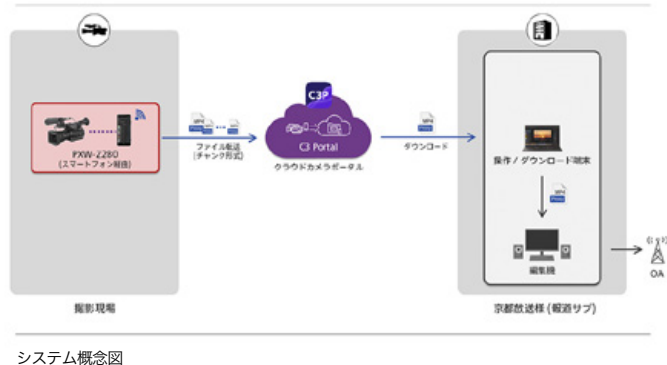 PXW-Z280
(スマートフォン経由)
ファイル転送
(チャンク形式)
C3P
C3 Portal
クラウドカメラポータル
MP4
ダウンロード
操作 / ダウンロード端末
MP4
編集機
OA
撮影現場
京都放送様 (報道サブ)
システム概念図